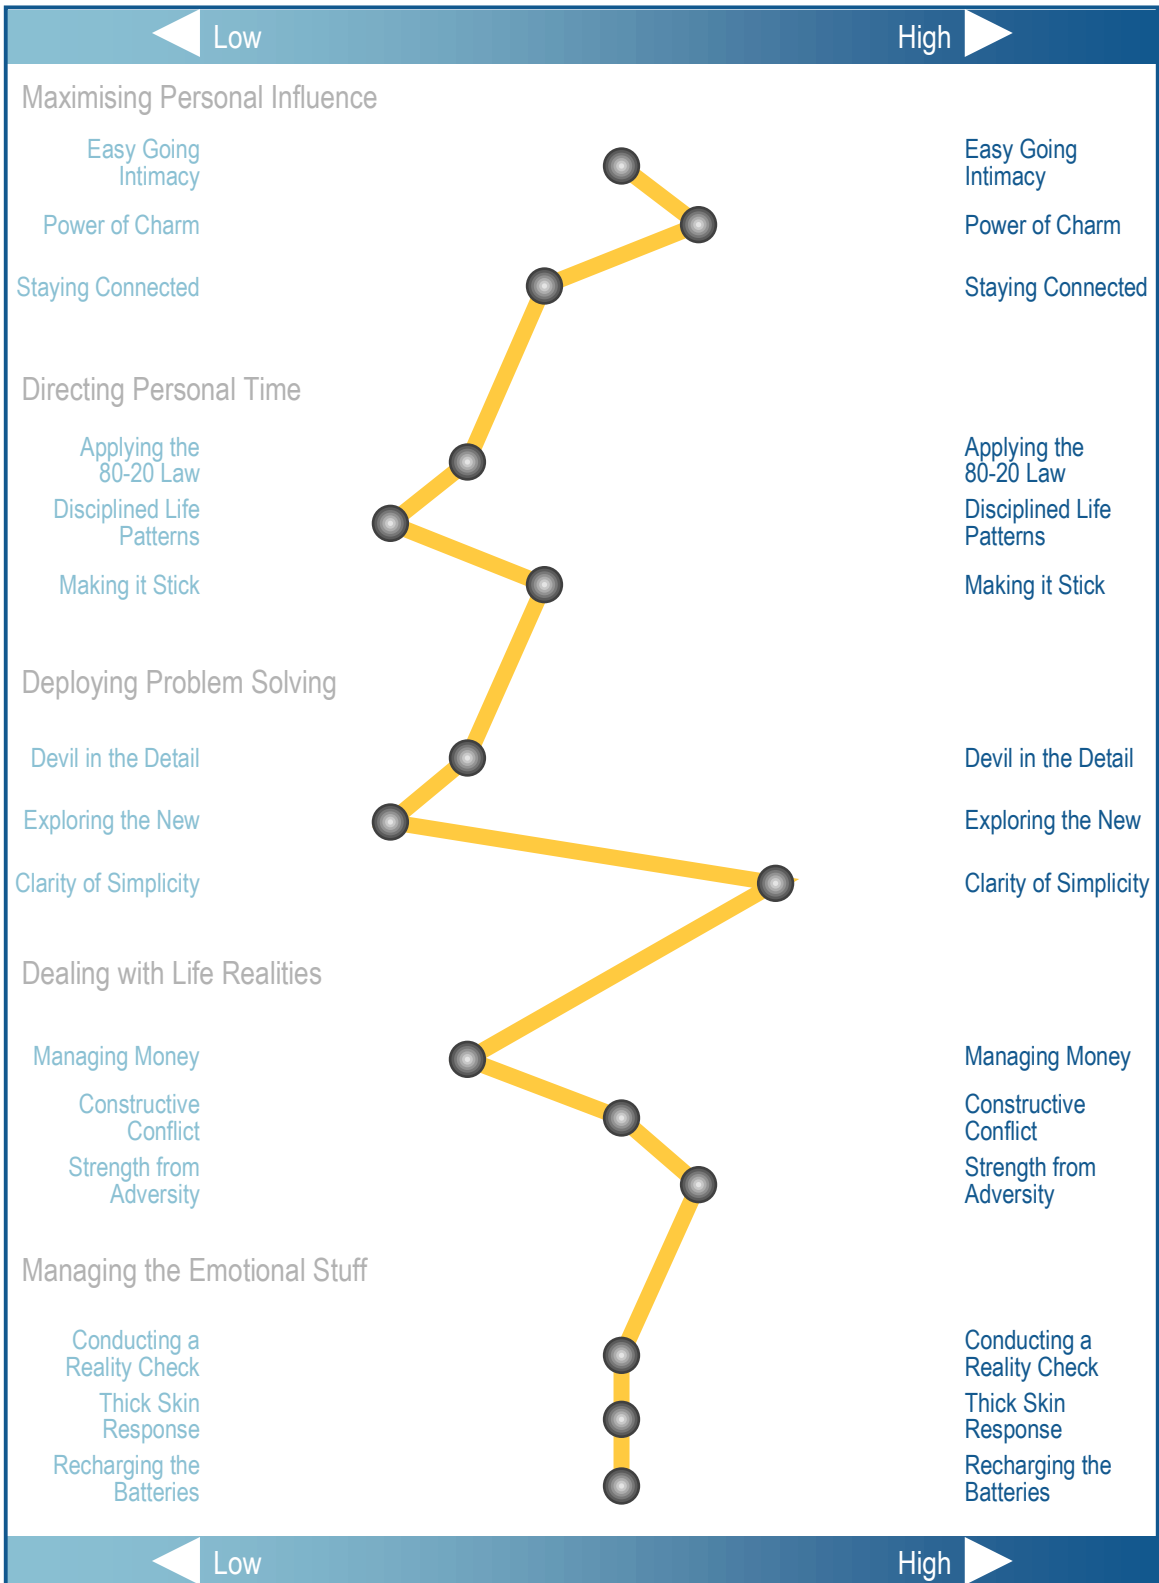 Low High
Maximising Personal Influence
Easy Going Easy Going
Intimacy Intimacy
Power of Charm Power of Charm
Staying Connected Staying Connected
Directing Personal Time
Applying the Applying the
80-20 Law 80-20 Law
Disciplined Life Disciplined Life
Patterns Patterns
Making it Stick Making it Stick
Deploying Problem Solving
Devil in the Detail Devil in the Detail
Exploring the New Exploring the New
Clarity of Simplicity Clarity of Simplicity
Dealing with Life Realities
Managing Money Managing Money
Constructive Constructive
Conflict Conflict
Strength from Strength from
Adversity Adversity
Managing the Emotional Stuff
Conducting a Conducting a
Reality Check Reality Check
Thick Skin Thick Skin
Response Response
Recharging the Recharging the
Batteries Batteries
Low High